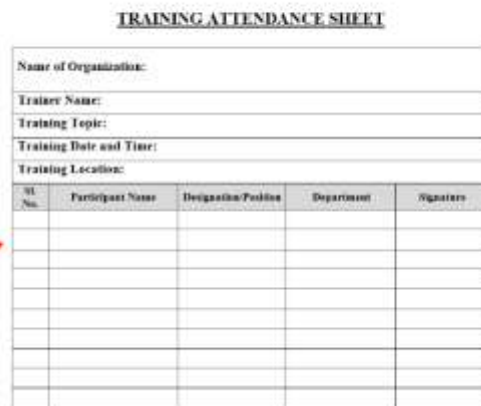 TRAINING ATTENDANCE SHEET
Name of Organization:
Trainer Name:
Training Topic:
Training Date and Time:
Training Location:
Sl. No. Participant Name Designation/Position Department Signature